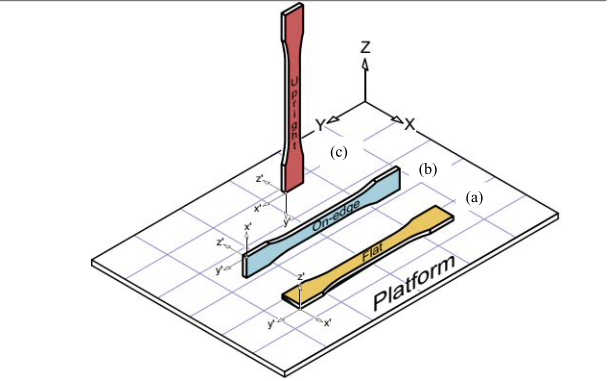 Z
Y
X
Upright
(c)
(b)
(a)
z'
x'
y'
On-edge
x'
z'
y'
Flat
z'
y'
x'
Platform